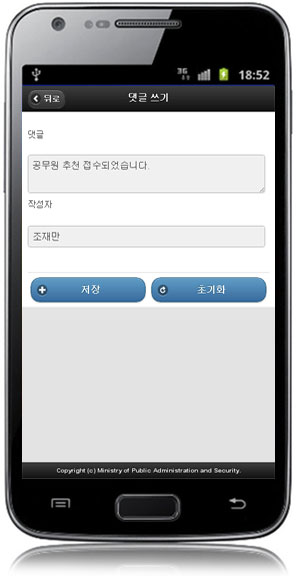 3G
18:52
뒤로
댓글 쓰기
댓글
공무원 추천 접수되었습니다.
작성자
조재만
저장
초기화
Copyright (c) Ministry of Public Administration and Security.